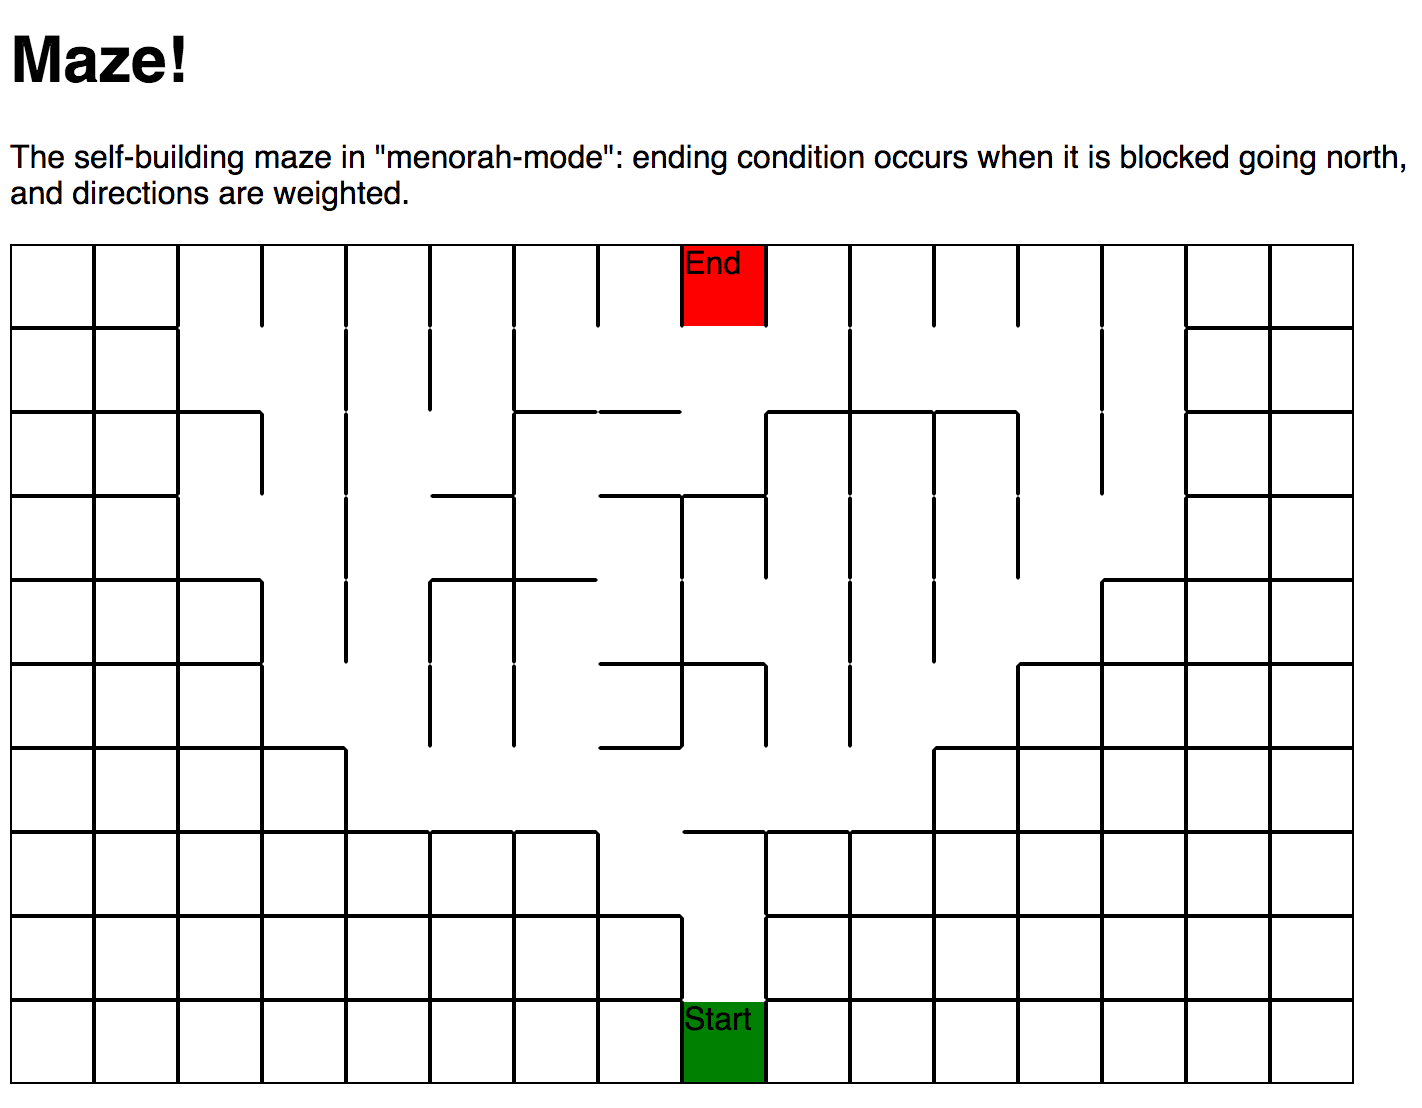 Maze!
The self-building maze in "menorah-mode": ending condition occurs when it is blocked going north,
and directions are weighted.
End
Start